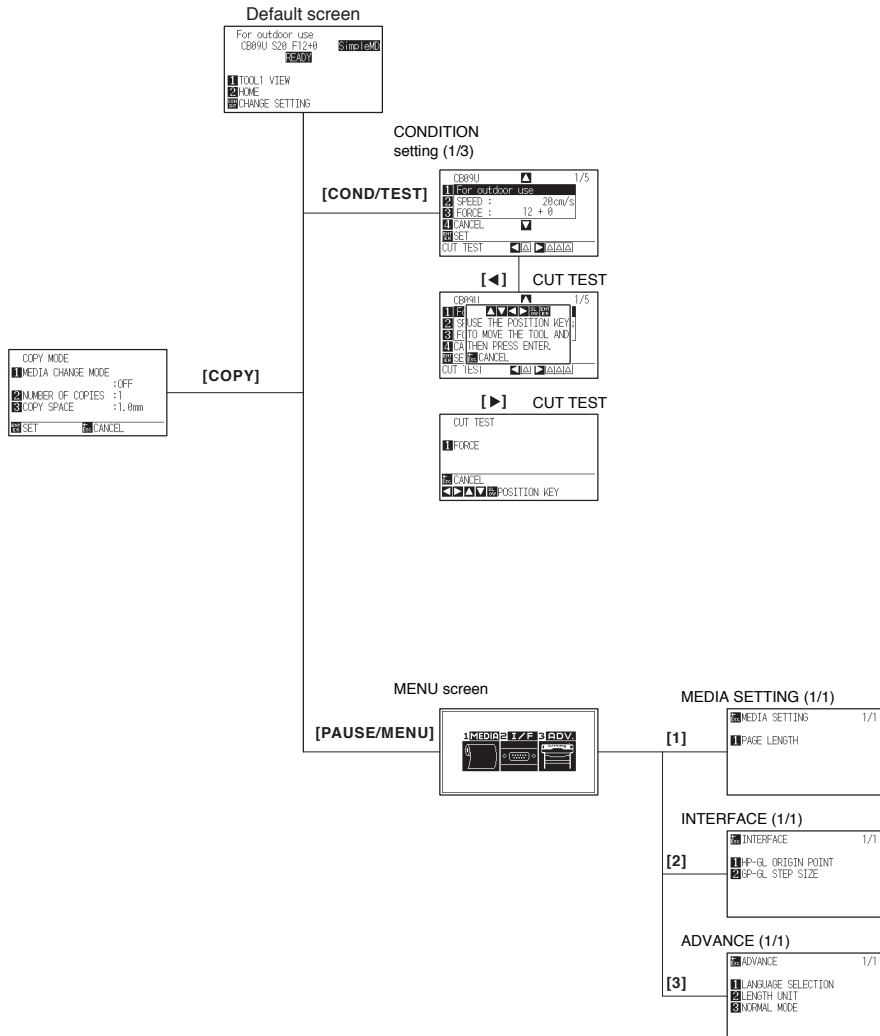 Default screen
For outdoor use
CB09U S20 F12+0 SimpleMD
READY
1 TOOL1 VIEW
2 HOME
CHANGE SETTING
CONDITION
setting (1/3)
[COND/TEST]
CB09U ▲ 1/5
1 For outdoor use
2 SPEED : 20cm/s
3 FORCE : 12 + 0
4 CANCEL ▼
SET
CUT TEST ◀△ ▶△△△
[◀] CUT TEST
CB09U 1/5
▲▼◀▶
USE THE POSITION KEY
TO MOVE THE TOOL AND
THEN PRESS ENTER.
CANCEL
CUT TEST ◀△ ▶△△△
[▶] CUT TEST
CUT TEST
1 FORCE
CANCEL
◀▶▲▼ POSITION KEY
COPY MODE
1 MEDIA CHANGE MODE
:OFF
2 NUMBER OF COPIES :1
3 COPY SPACE :1.0mm
SET CANCEL
[COPY]
MENU screen
[PAUSE/MENU]
1 MEDIA 2 I/F 3 ADV.
MEDIA SETTING (1/1)
[1]
MEDIA SETTING 1/1
1 PAGE LENGTH
INTERFACE (1/1)
[2]
INTERFACE 1/1
1 HP-GL ORIGIN POINT
2 GP-GL STEP SIZE
ADVANCE (1/1)
[3]
ADVANCE 1/1
1 LANGUAGE SELECTION
2 LENGTH UNIT
3 NORMAL MODE